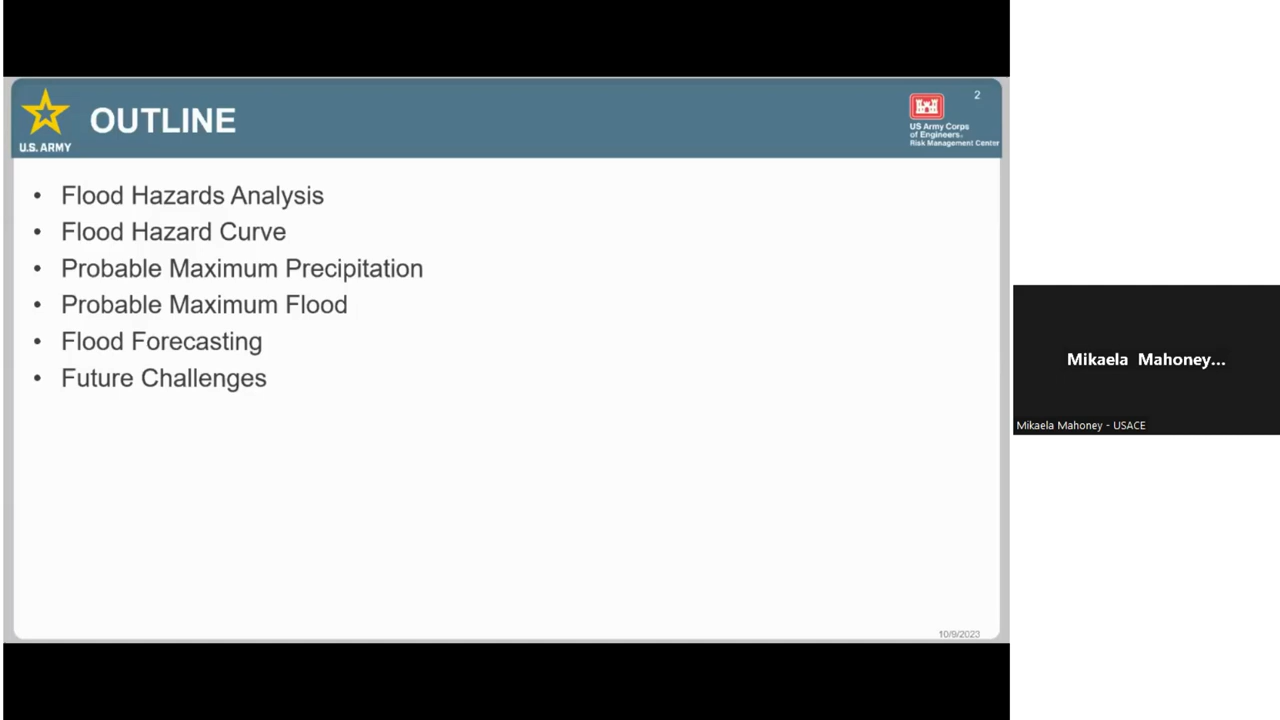 OUTLINE
U.S. ARMY
US Army Corps
of Engineers.
Risk Management Center
2
• Flood Hazards Analysis
• Flood Hazard Curve
• Probable Maximum Precipitation
• Probable Maximum Flood
• Flood Forecasting
• Future Challenges
10/9/2023
Mikaela Mahoney...
Mikaela Mahoney - USACE